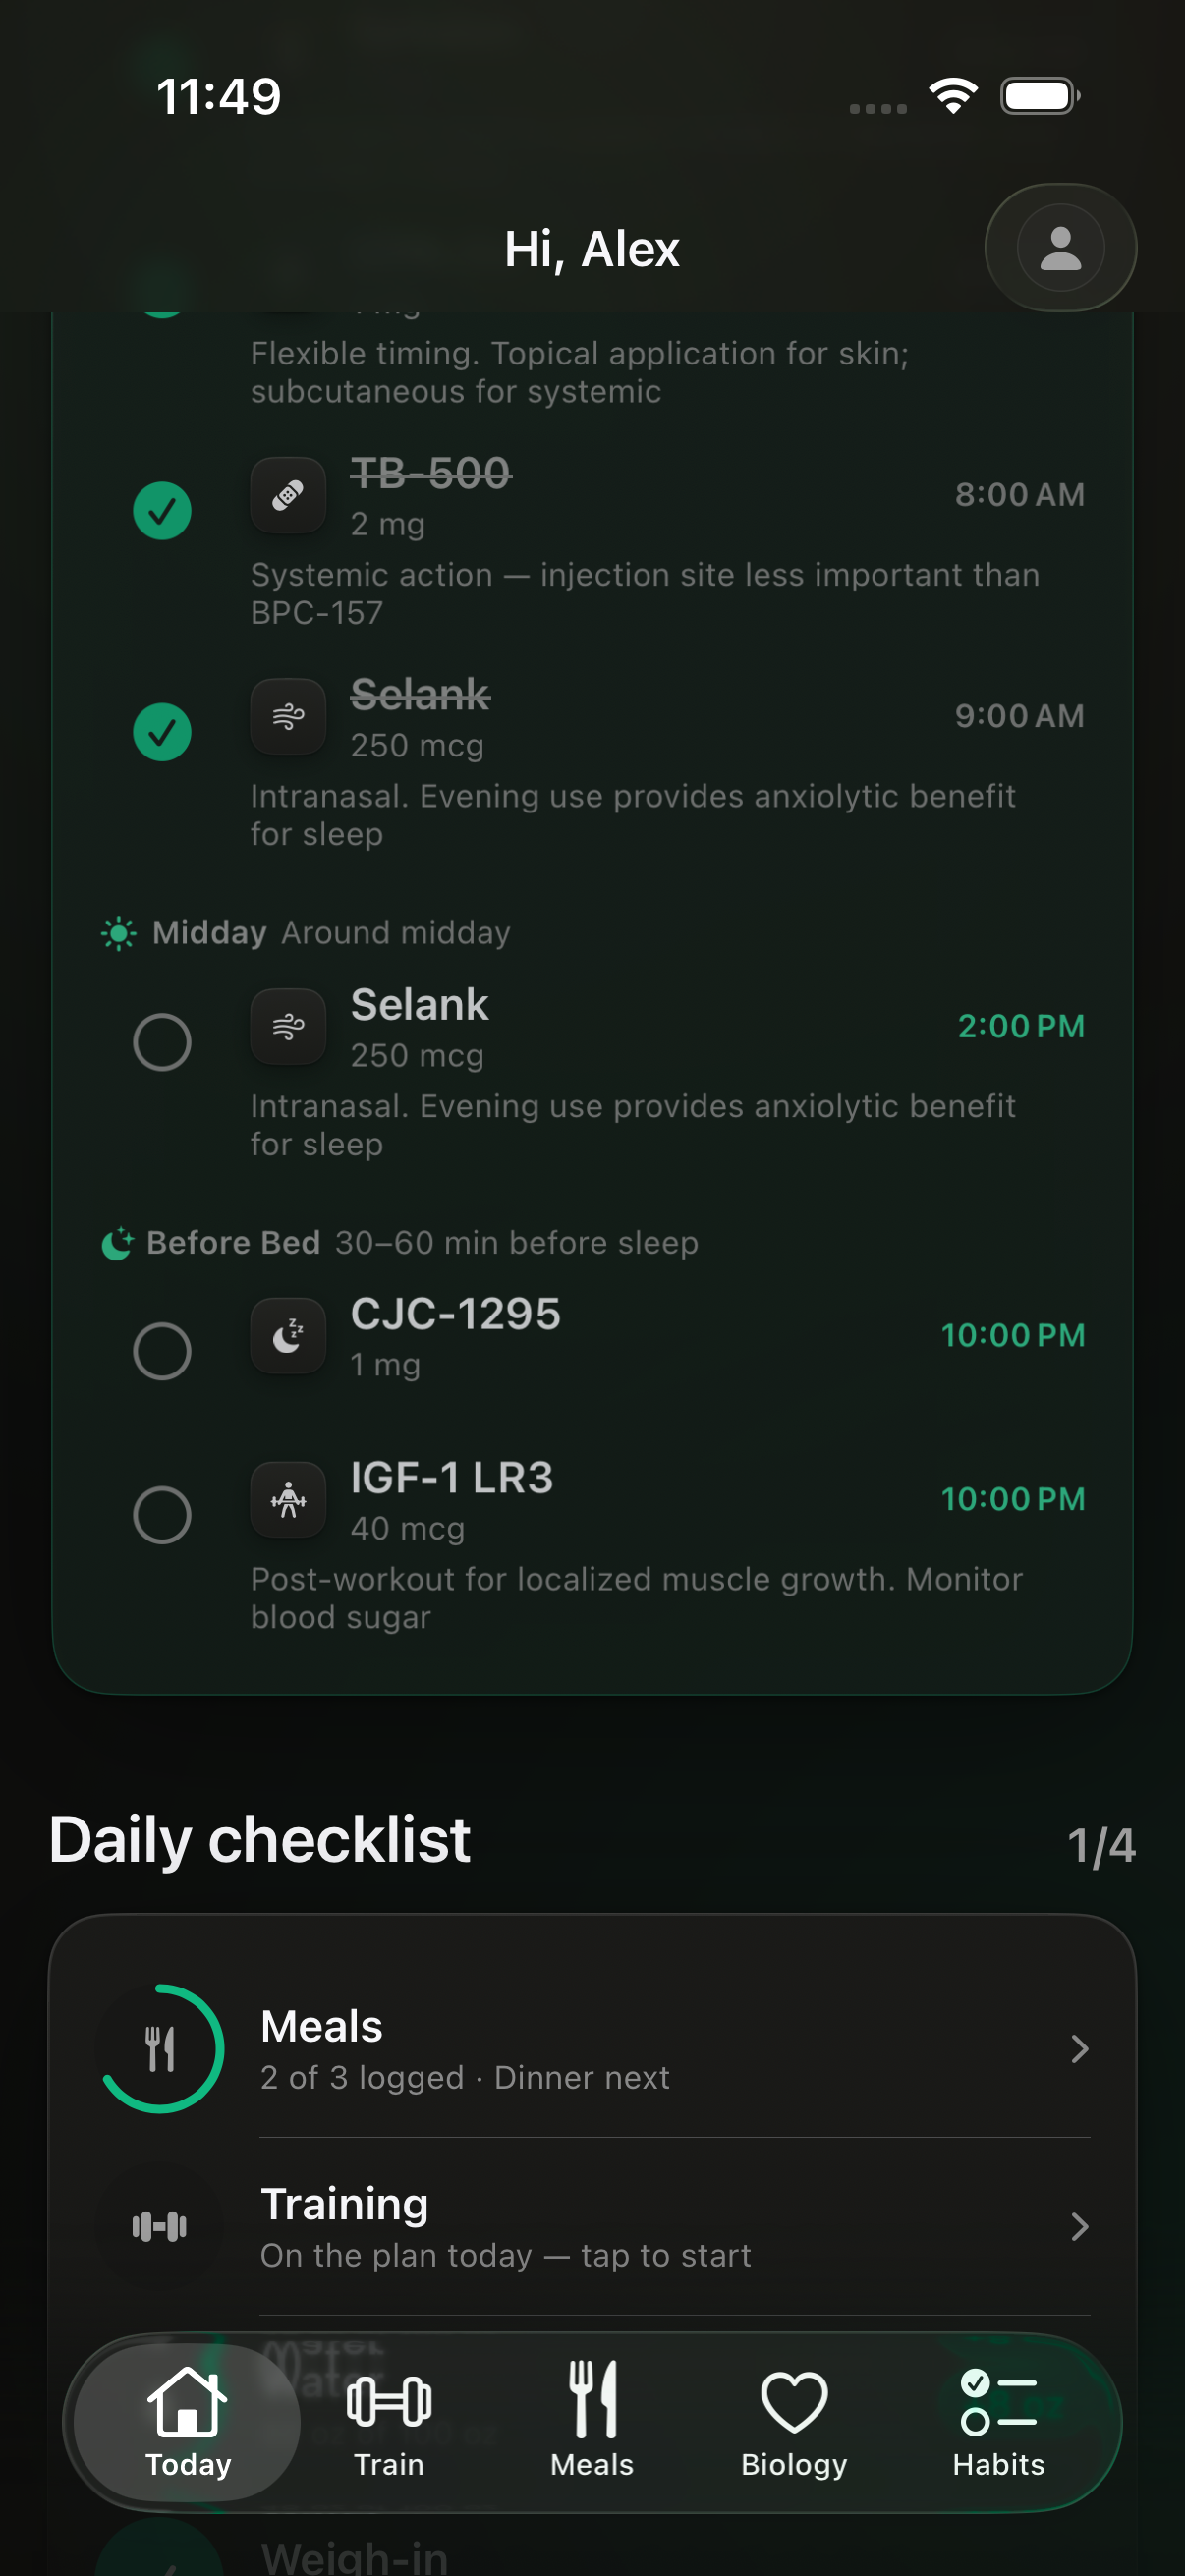 11:49
Hi, Alex
Flexible timing. Topical application for skin;
subcutaneous for systemic
TB-500
8:00 AM
2 mg
Systemic action — injection site less important than
BPC-157
Selank
9:00 AM
250 mcg
Intranasal. Evening use provides anxiolytic benefit
for sleep
Midday Around midday
Selank
2:00 PM
250 mcg
Intranasal. Evening use provides anxiolytic benefit
for sleep
Before Bed 30–60 min before sleep
CJC-1295
10:00 PM
1 mg
IGF-1 LR3
10:00 PM
40 mcg
Post-workout for localized muscle growth. Monitor
blood sugar
Daily checklist 1/4
Meals
2 of 3 logged · Dinner next
Training
On the plan today — tap to start
Water
oz
Today Train Meals Biology Habits
Weigh-in